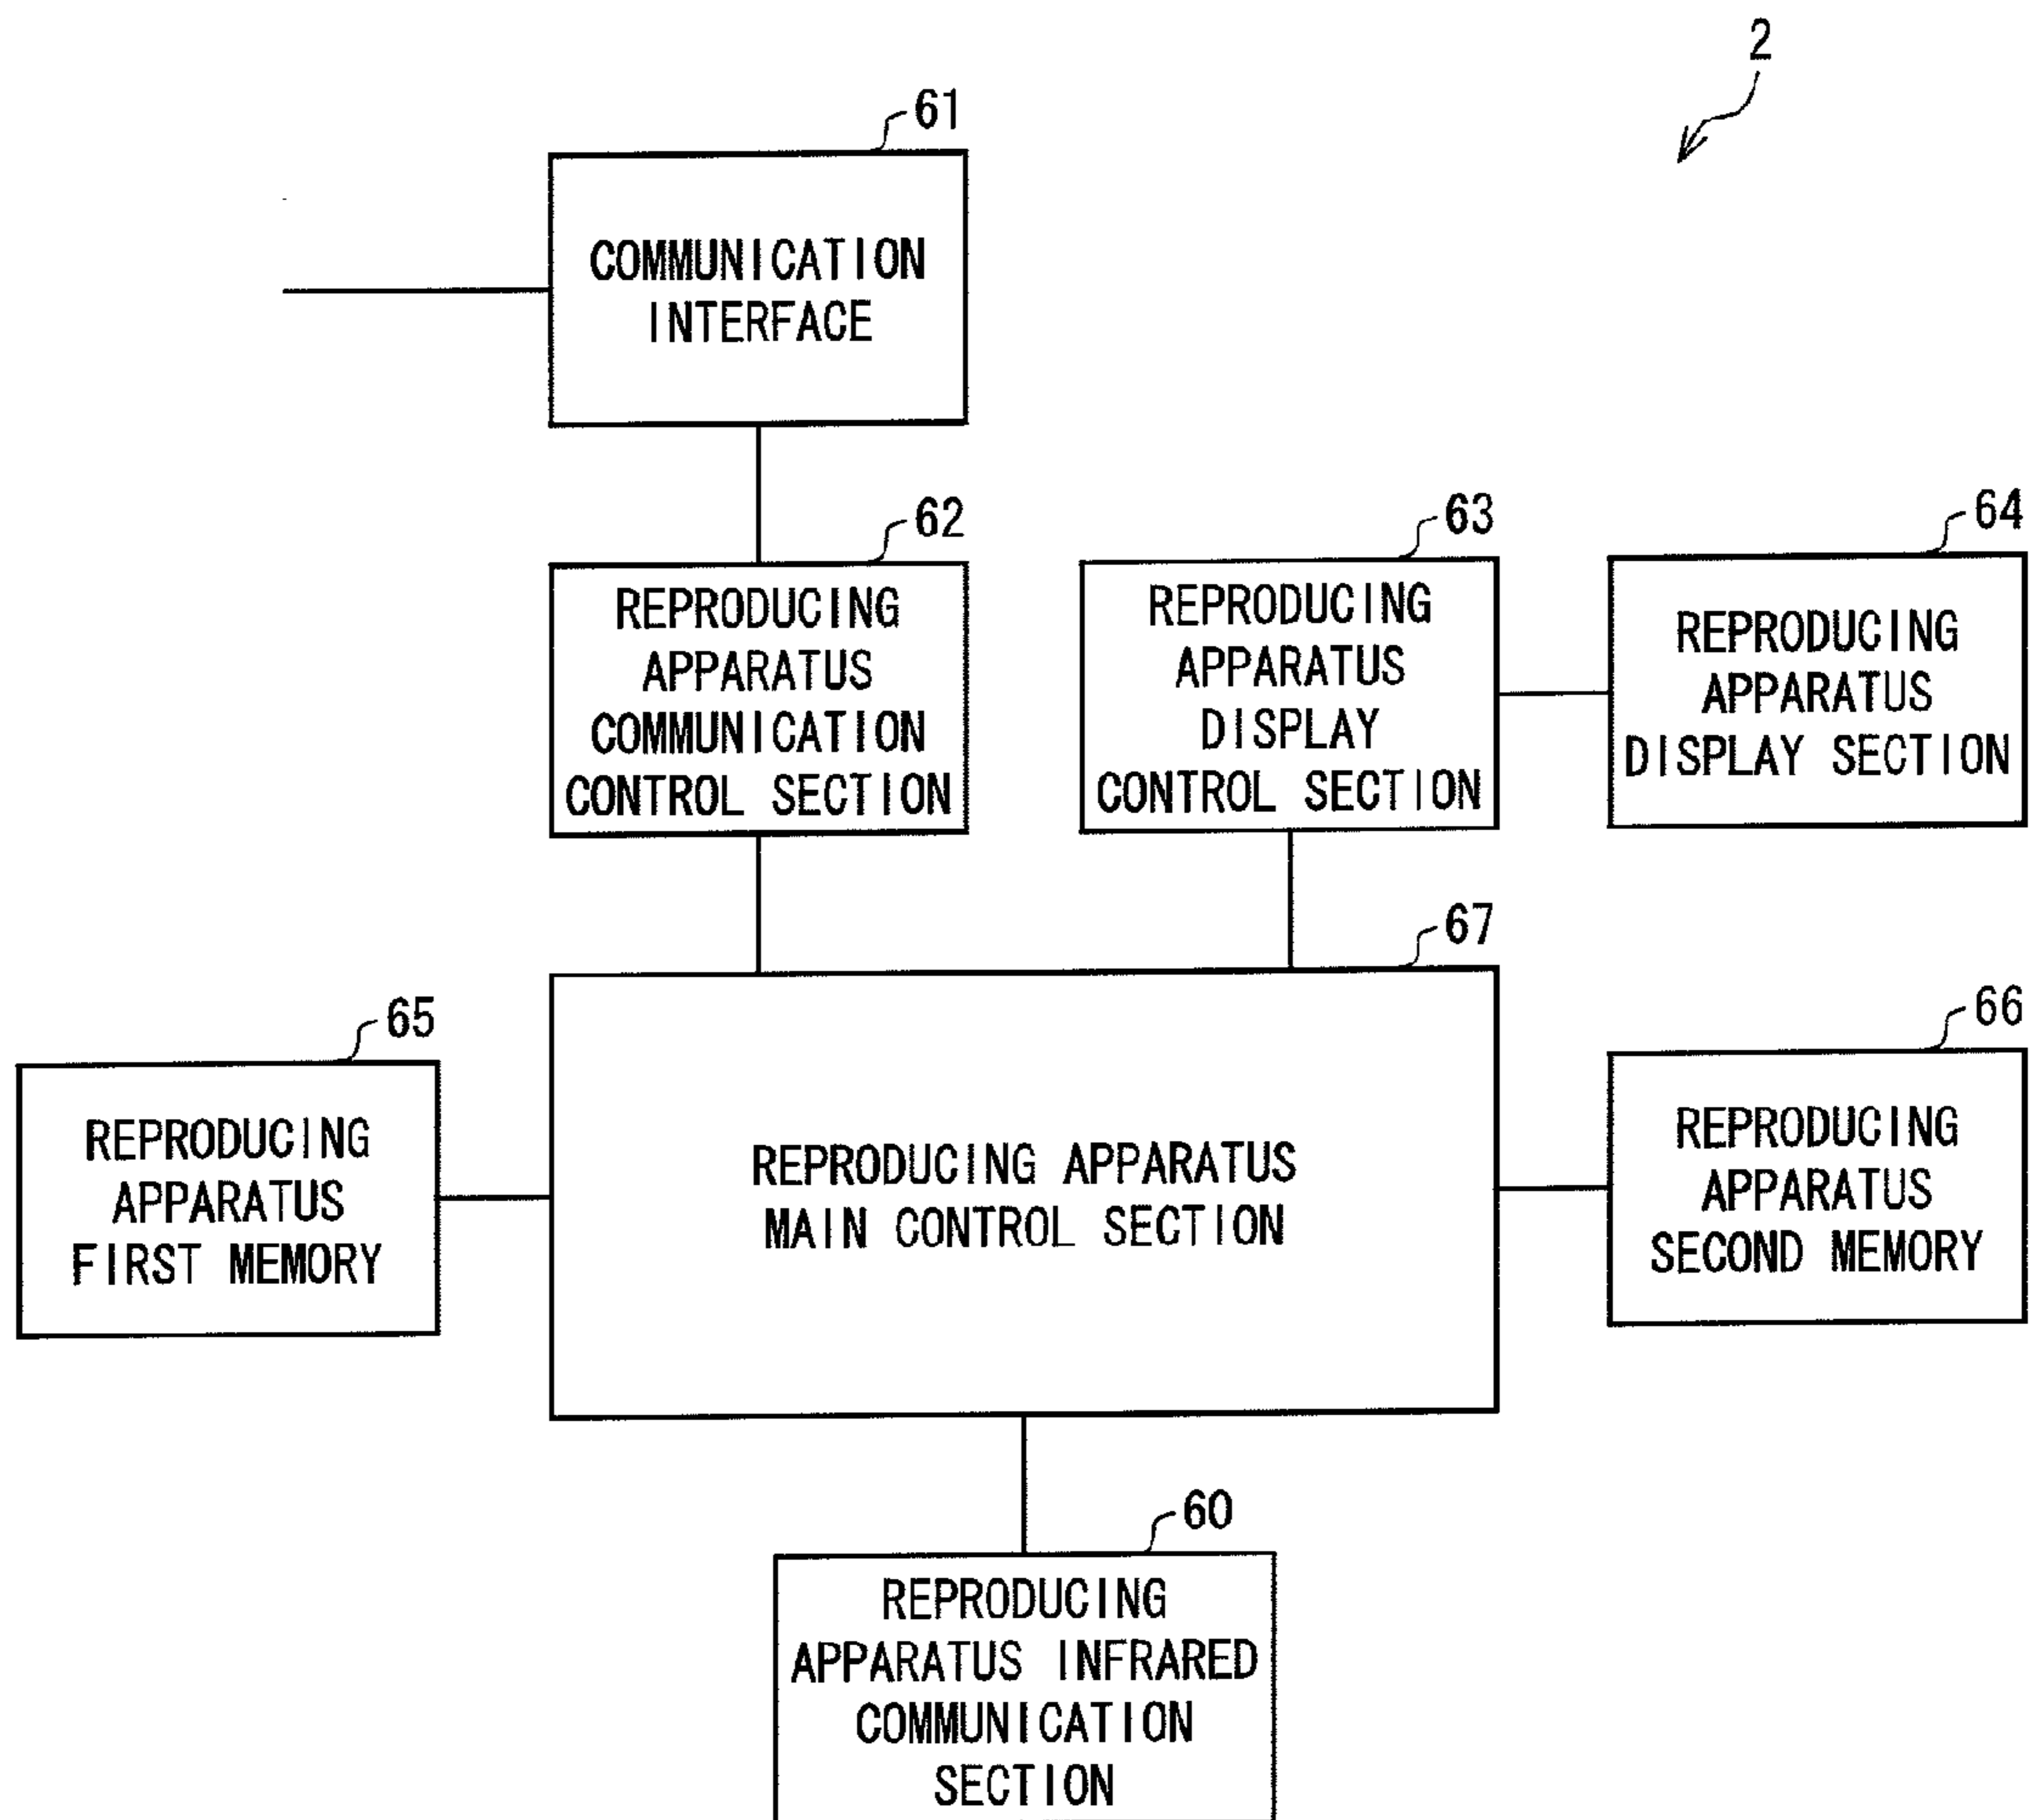 2
61
COMMUNICATION
INTERFACE
62
REPRODUCING
APPARATUS
COMMUNICATION
CONTROL SECTION
63
REPRODUCING
APPARATUS
DISPLAY
CONTROL SECTION
64
REPRODUCING
APPARATUS
DISPLAY SECTION
65
REPRODUCING
APPARATUS
FIRST MEMORY
67
REPRODUCING APPARATUS
MAIN CONTROL SECTION
66
REPRODUCING
APPARATUS
SECOND MEMORY
60
REPRODUCING
APPARATUS INFRARED
COMMUNICATION
SECTION